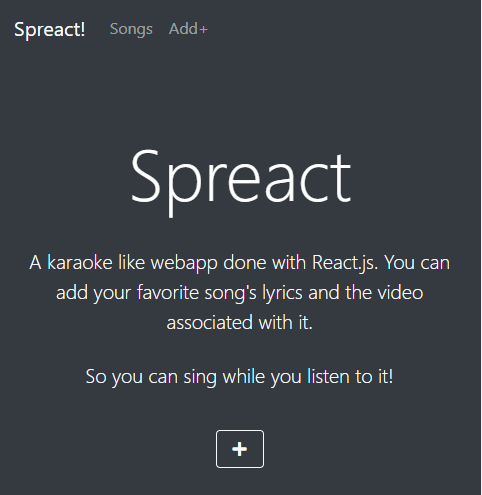 Spreact! Songs Add+
Spreact
A karaoke like webapp done with React.js. You can
add your favorite song's lyrics and the video
associated with it.
So you can sing while you listen to it!
+